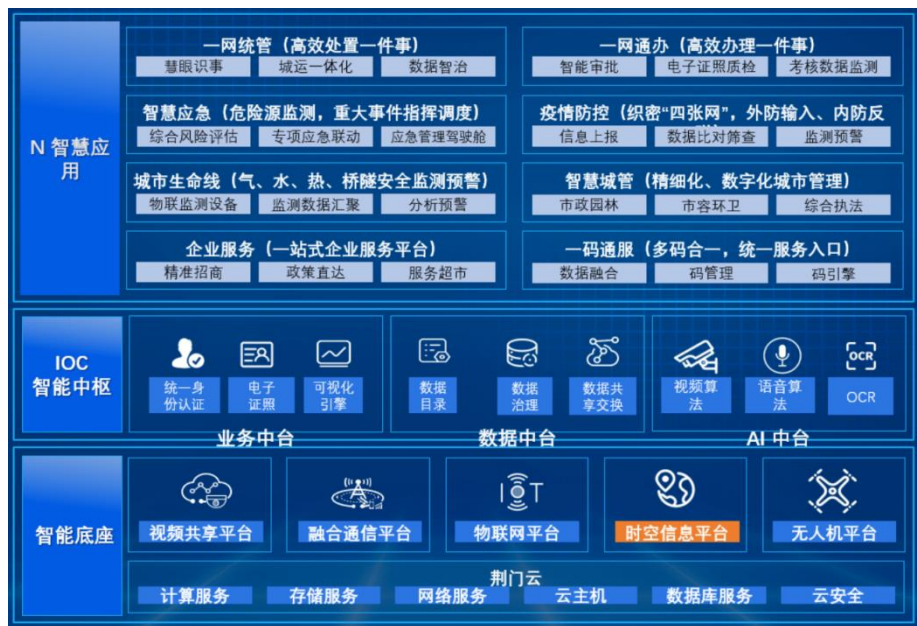 N 智慧应
用
一网统管（高效处置一件事）
慧眼识事 城运一体化 数据智治
一网通办（高效办理一件事）
智能审批 电子证照质检 考核数据监测
智慧应急（危险源监测，重大事件指挥调度）
综合风险评估 专项应急联动 应急管理驾驶舱
疫情防控（织密“四张网”，外防输入、内防反
信息上报 数据比对筛查 监测预警
城市生命线（气、水、热、桥隧安全监测预警）
物联监测设备 监测数据汇聚 分析预警
智慧城管（精细化、数字化城市管理）
市政园林 市容环卫 综合执法
企业服务（一站式企业服务平台）
精准招商 政策直达 服务超市
一码通服（多码合一，统一服务入口）
数据融合 码管理 码引擎
IOC
智能中枢
统一身
份认证
电子
证照
可视化
引擎
业务中台
数据
目录
数据
治理
数据共
享交换
数据中台
OCR
视频算
法
语音算
法
OCR
AI 中台
智能底座
IOT
视频共享平台 融合通信平台 物联网平台 时空信息平台 无人机平台
荆门云
计算服务 存储服务 网络服务 云主机 数据库服务 云安全